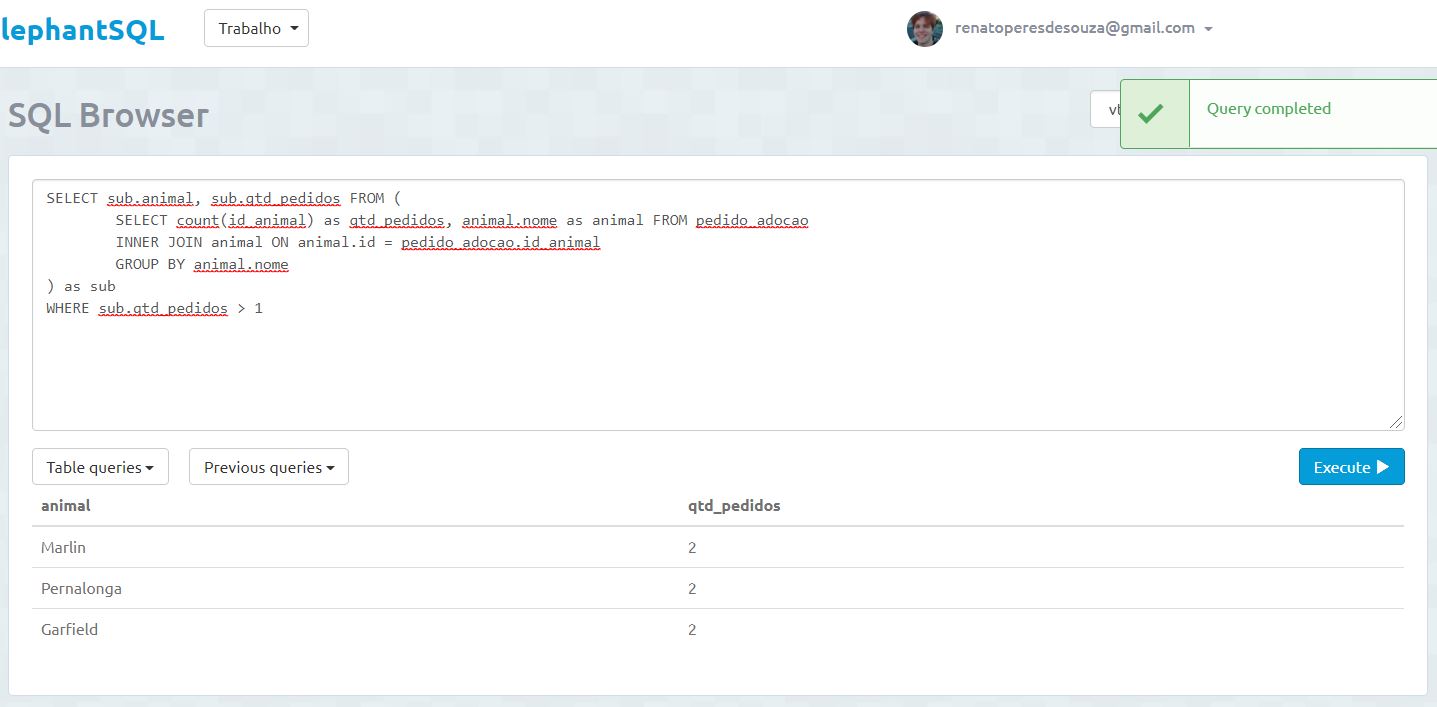 lephantSQL
Trabalho
renatoperesdesouza@gmail.com
SQL Browser
Query completed
SELECT sub.animal, sub.qtd_pedidos FROM (
SELECT count(id_animal) as qtd_pedidos, animal.nome as animal FROM pedido_adocao
INNER JOIN animal ON animal.id = pedido_adocao.id_animal
GROUP BY animal.nome
) as sub
WHERE sub.qtd_pedidos > 1
Table queries
Previous queries
Execute
animal qtd_pedidos
Marlin 2
Pernalonga 2
Garfield 2